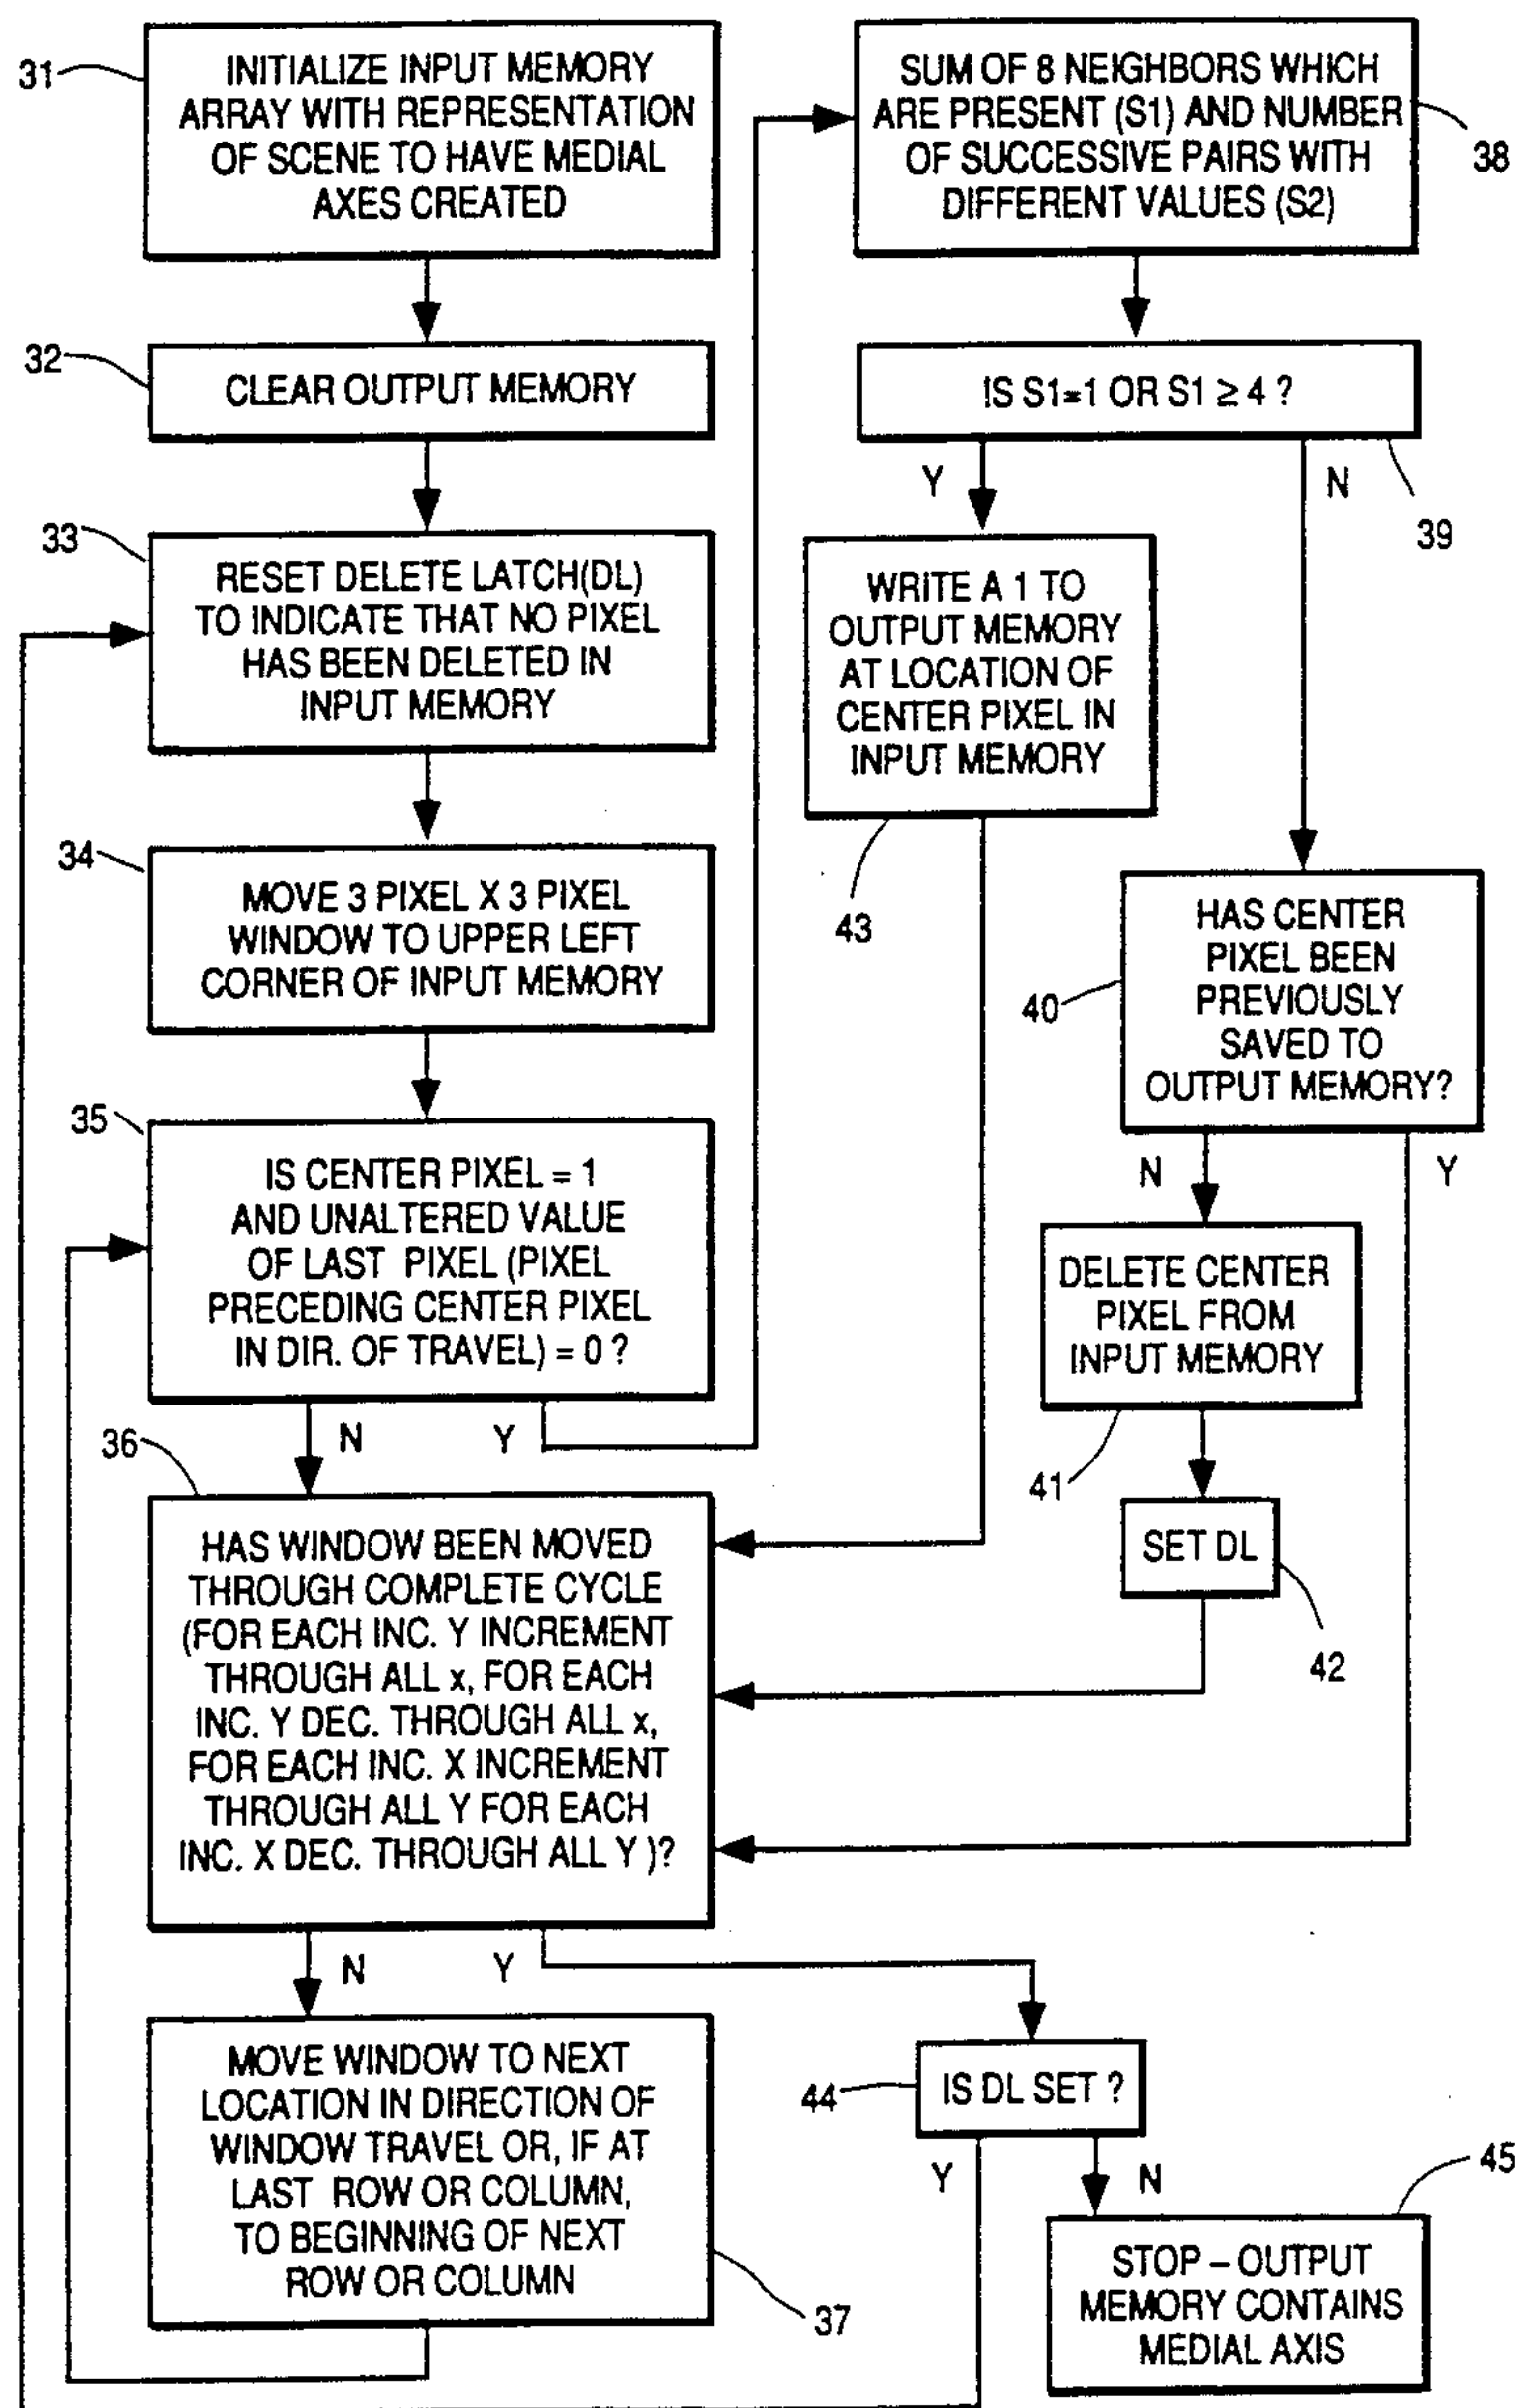 31
INITIALIZE INPUT MEMORY
ARRAY WITH REPRESENTATION
OF SCENE TO HAVE MEDIAL
AXES CREATED
32
CLEAR OUTPUT MEMORY
33
RESET DELETE LATCH(DL)
TO INDICATE THAT NO PIXEL
HAS BEEN DELETED IN
INPUT MEMORY
34
MOVE 3 PIXEL X 3 PIXEL
WINDOW TO UPPER LEFT
CORNER OF INPUT MEMORY
35
IS CENTER PIXEL = 1
AND UNALTERED VALUE
OF LAST PIXEL (PIXEL
PRECEDING CENTER PIXEL
IN DIR. OF TRAVEL) = 0 ?
N
Y
36
HAS WINDOW BEEN MOVED
THROUGH COMPLETE CYCLE
(FOR EACH INC. Y INCREMENT
THROUGH ALL x, FOR EACH
INC. Y DEC. THROUGH ALL x,
FOR EACH INC. X INCREMENT
THROUGH ALL Y FOR EACH
INC. X DEC. THROUGH ALL Y )?
N
Y
MOVE WINDOW TO NEXT
LOCATION IN DIRECTION OF
WINDOW TRAVEL OR, IF AT
LAST ROW OR COLUMN,
TO BEGINNING OF NEXT
ROW OR COLUMN
37
SUM OF 8 NEIGHBORS WHICH
ARE PRESENT (S1) AND NUMBER
OF SUCCESSIVE PAIRS WITH
DIFFERENT VALUES (S2)
38
IS S1=1 OR S1 ≥ 4 ?
39
Y
N
WRITE A 1 TO
OUTPUT MEMORY
AT LOCATION OF
CENTER PIXEL IN
INPUT MEMORY
43
40
HAS CENTER
PIXEL BEEN
PREVIOUSLY
SAVED TO
OUTPUT MEMORY?
N
Y
DELETE CENTER
PIXEL FROM
INPUT MEMORY
41
SET DL
42
44
IS DL SET ?
Y
N
45
STOP – OUTPUT
MEMORY CONTAINS
MEDIAL AXIS